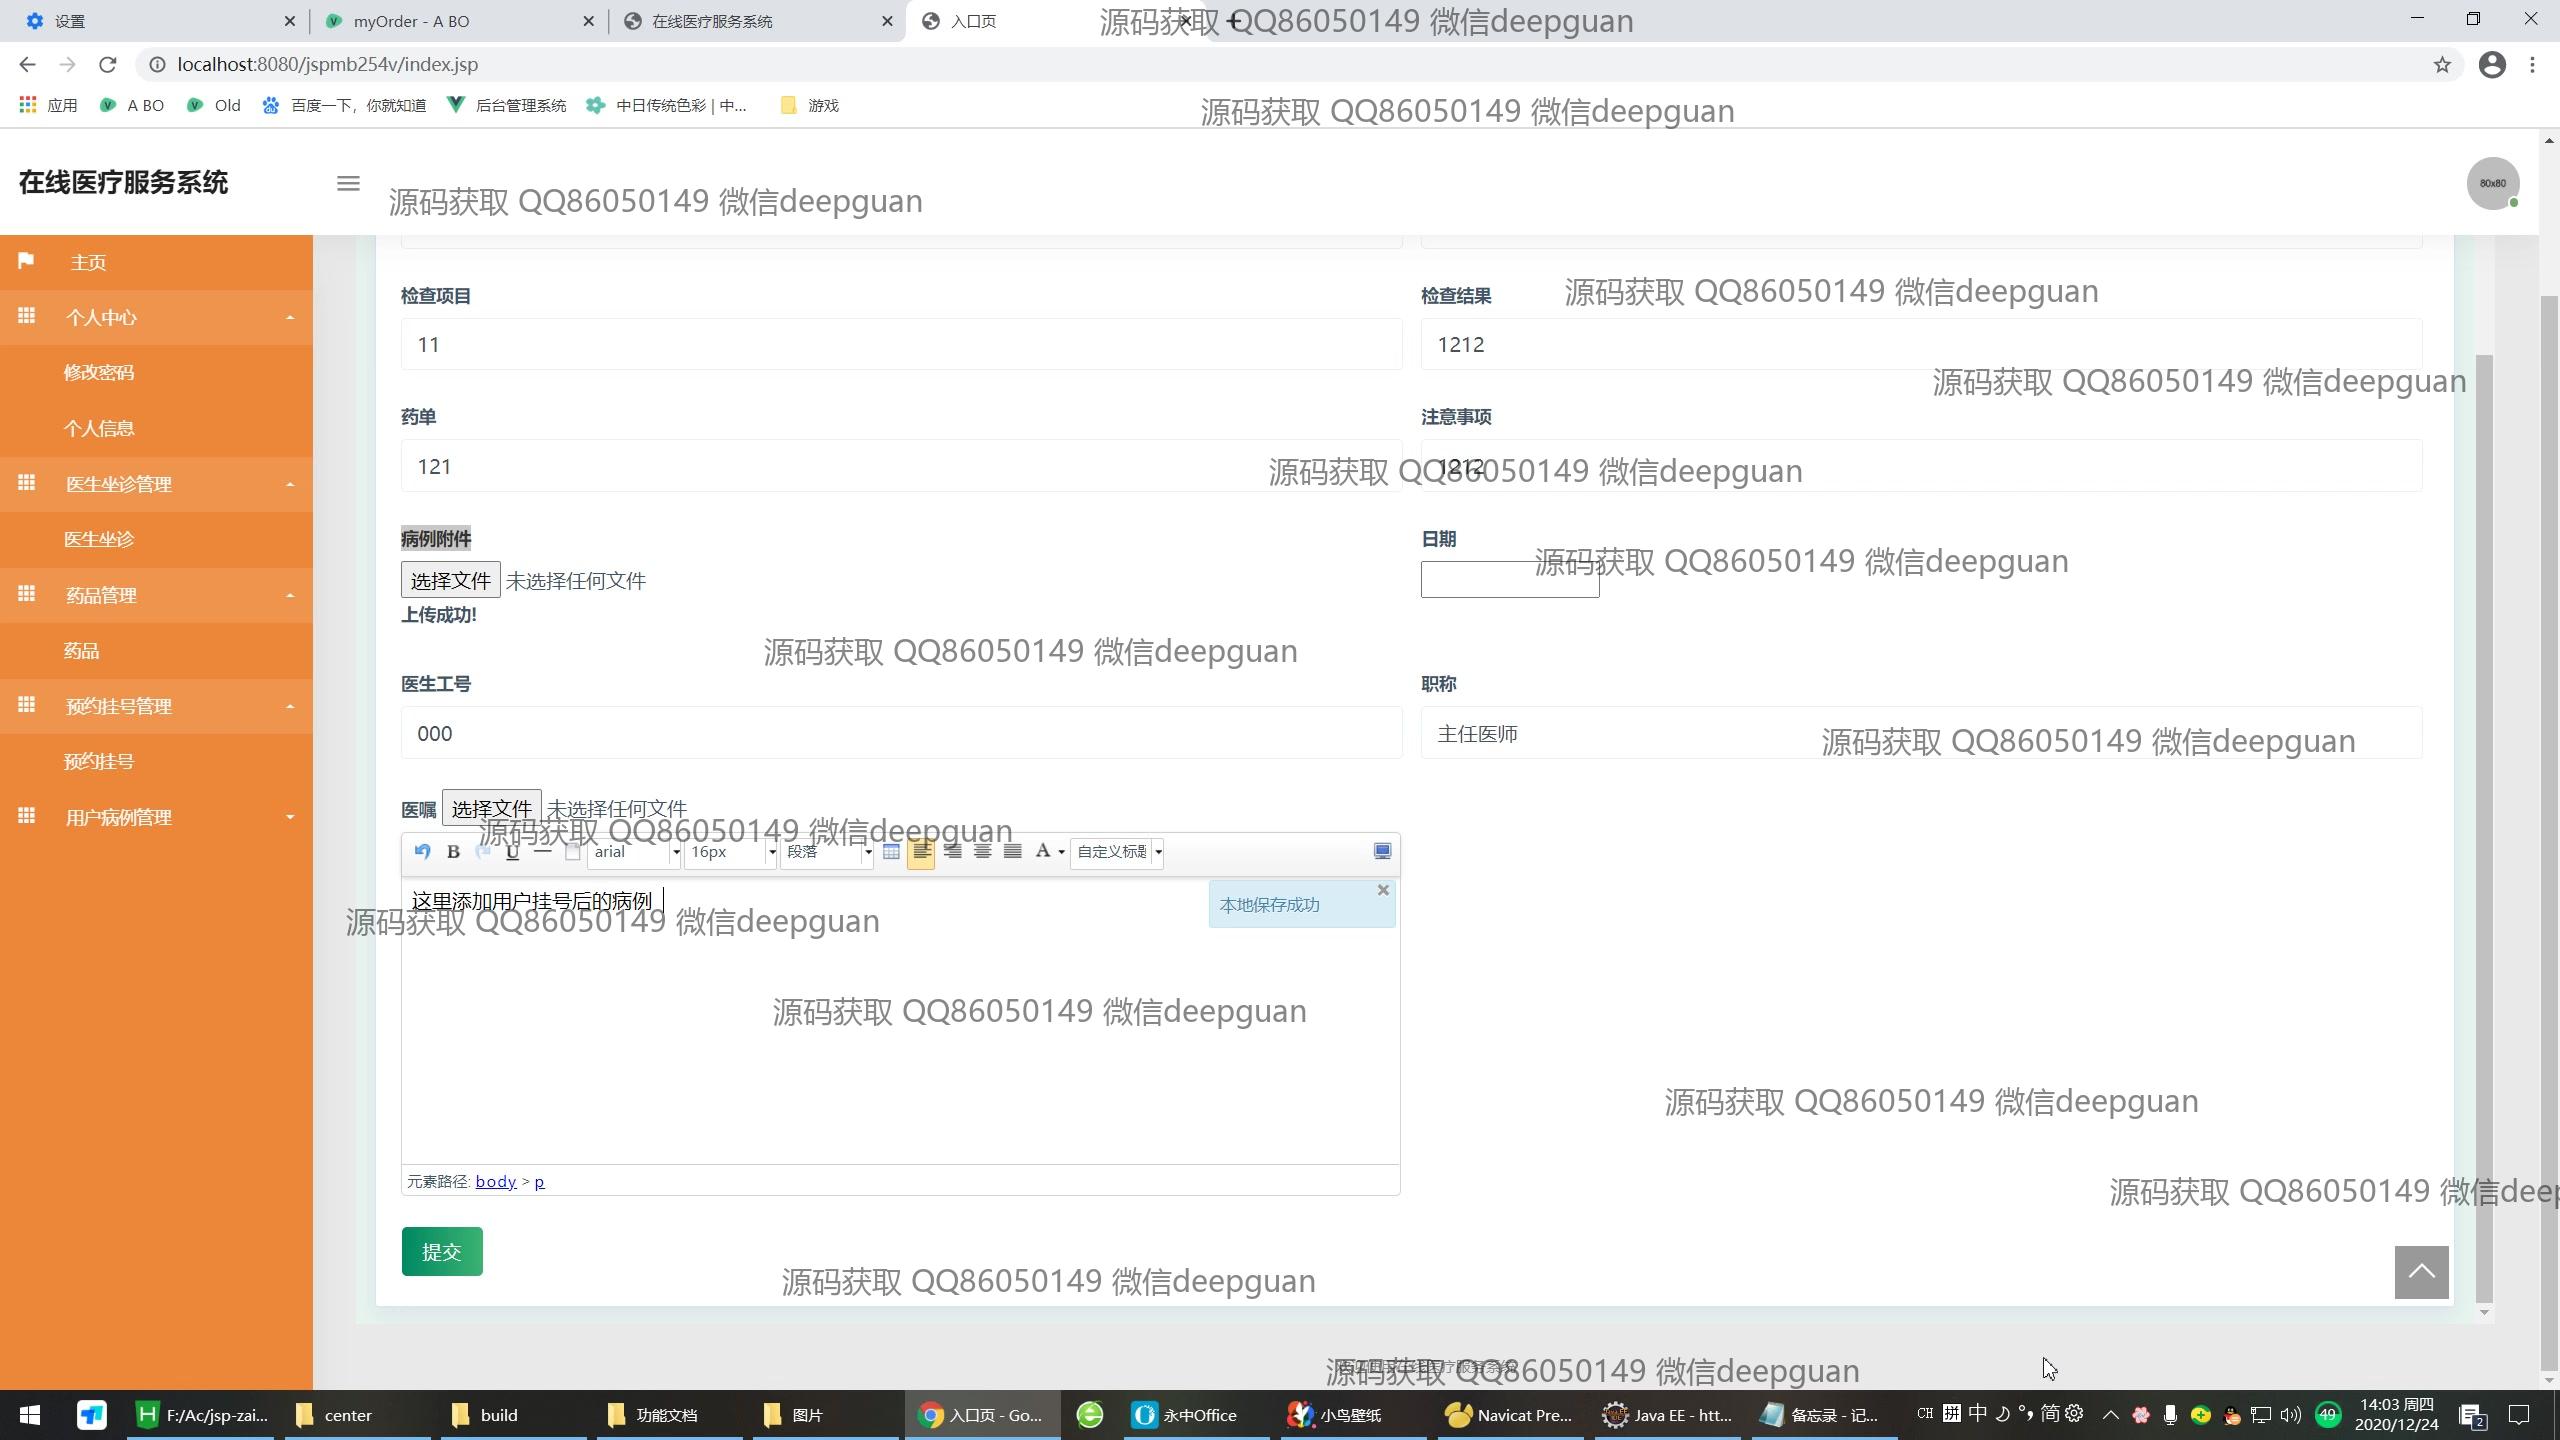 设置
myOrder - A BO
在线医疗服务系统
入口页
源码获取 QQ86050149 微信deepguan
localhost:8080/jspmb254v/index.jsp
应用
A BO
Old
百度一下，你就知道
后台管理系统
中日传统色彩 | 中...
游戏
源码获取 QQ86050149 微信deepguan
在线医疗服务系统
源码获取 QQ86050149 微信deepguan
80x80
主页
个人中心
修改密码
个人信息
医生坐诊管理
医生坐诊
药品管理
药品
预约挂号管理
预约挂号
用户病例管理
检查项目
11
检查结果
1212
源码获取 QQ86050149 微信deepguan
源码获取 QQ86050149 微信deepguan
药单
121
注意事项
1212
源码获取 QQ86050149 微信deepguan
病例附件
选择文件 未选择任何文件
上传成功!
日期
源码获取 QQ86050149 微信deepguan
源码获取 QQ86050149 微信deepguan
医生工号
000
职称
主任医师
源码获取 QQ86050149 微信deepguan
医嘱 选择文件 未选择任何文件
源码获取 QQ86050149 微信deepguan
B U arial 16px 段落 A 自定义标题
这里添加用户挂号后的病例
本地保存成功
源码获取 QQ86050149 微信deepguan
源码获取 QQ86050149 微信deepguan
源码获取 QQ86050149 微信deepguan
元素路径: body > p
源码获取 QQ86050149 微信deep
提交
源码获取 QQ86050149 微信deepguan
源码获取 QQ86050149 微信deepguan
F:/Ac/jsp-zai...
center
build
功能文档
图片
入口页 - Go...
永中Office
小鸟壁纸
Navicat Pre...
Java EE - htt...
备忘录 - 记...
CH 拼 中 简
49
14:03 周四
2020/12/24
2